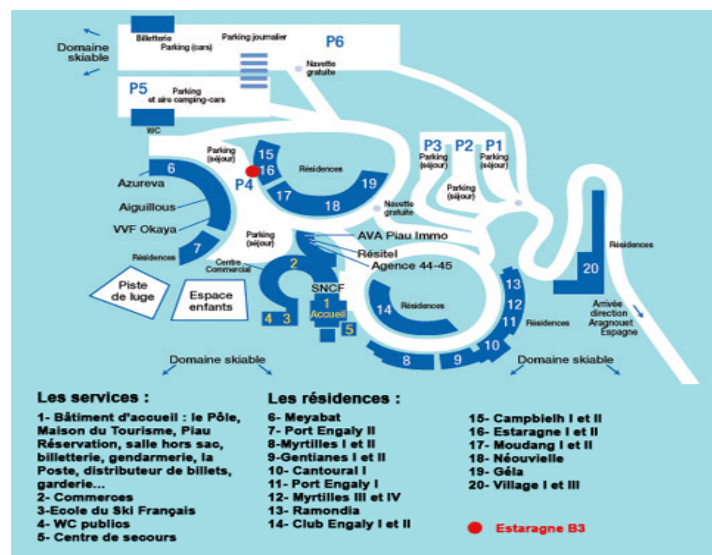 Billetterie
Parking journalier
P6
Domaine
skiable
Parking (cars)
Navette
gratuite
P5
Parking
et aire camping-cars
WC
Parking
(séjour)
15
16
P4
Résidences
17
18
19
P3
P2
P1
Parking
(séjour)
Parking
(séjour)
Parking
(séjour)
6
Azureva
Aiguillous
VVF Okaya
7
Résidences
Parking
(séjour)
Navette
gratuite
AVA Piau Immo
Résitel
Agence 44-45
Centre
Commercial
2
SNCF
1
Accueil
4
3
5
Piste
de luge
Espace
enfants
14
Résidences
13
12
11
10
9
8
Résidences
Résidences
20
Arrivée
direction
Aragnouet
Espagne
Domaine skiable
Domaine skiable
Les services :
1- Bâtiment d'accueil : le Pôle,
Maison du Tourisme, Piau
Réservation, salle hors sac,
billetterie, gendarmerie, la
Poste, distributeur de billets,
garderie...
2- Commerces
3-Ecole du Ski Français
4- WC publics
5- Centre de secours
Les résidences :
6- Meyabat
7- Port Engaly II
8-Myrtilles I et II
9-Gentianes I et II
10- Cantoural I
11- Port Engaly I
12- Myrtilles III et IV
13- Ramondia
14- Club Engaly I et II
15- Campbielh I et II
16- Estaragne I et II
17- Moudang I et II
18- Néouvielle
19- Géla
20- Village I et III
Estaragne B3